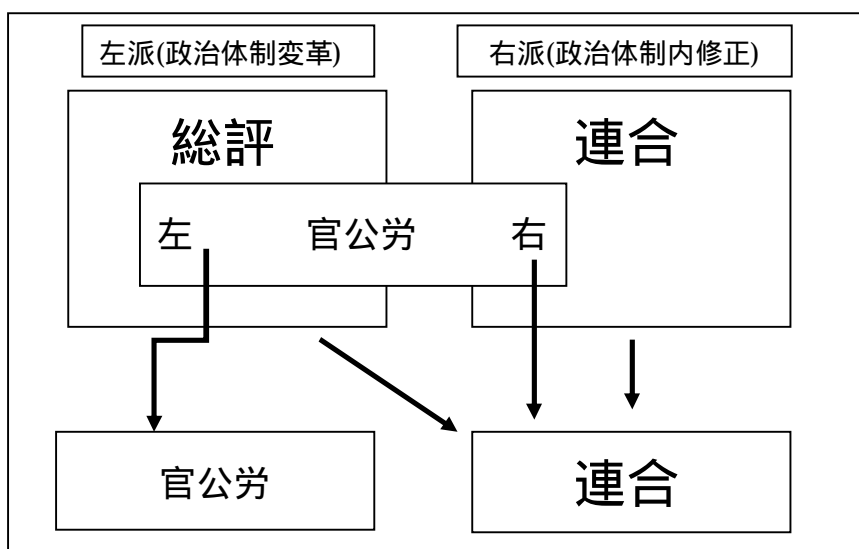 左派(政治体制変革)
右派(政治体制内修正)
総評
連合
左 官公労 右
官公労
連合